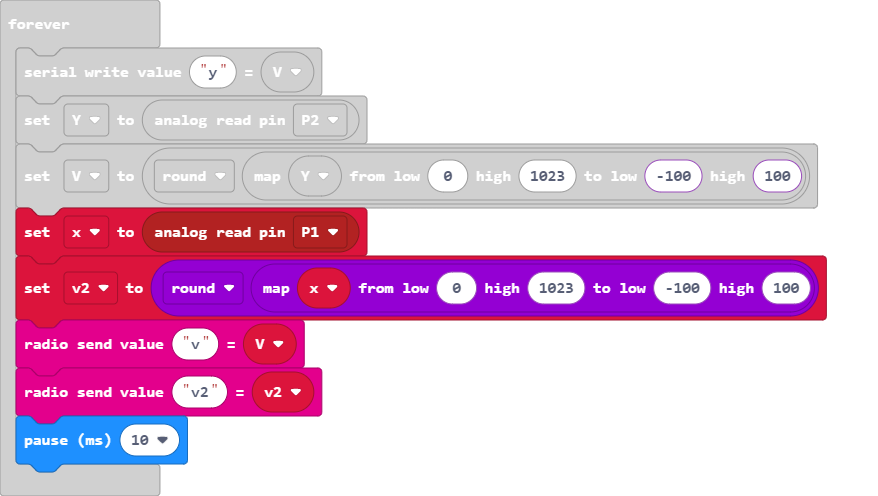 forever
serial write value "y" = V
set Y to analog read pin P2
set V to round map Y from low 0 high 1023 to low -100 high 100
set x to analog read pin P1
set v2 to round map x from low 0 high 1023 to low -100 high 100
radio send value "v" = V
radio send value "v2" = v2
pause (ms) 10